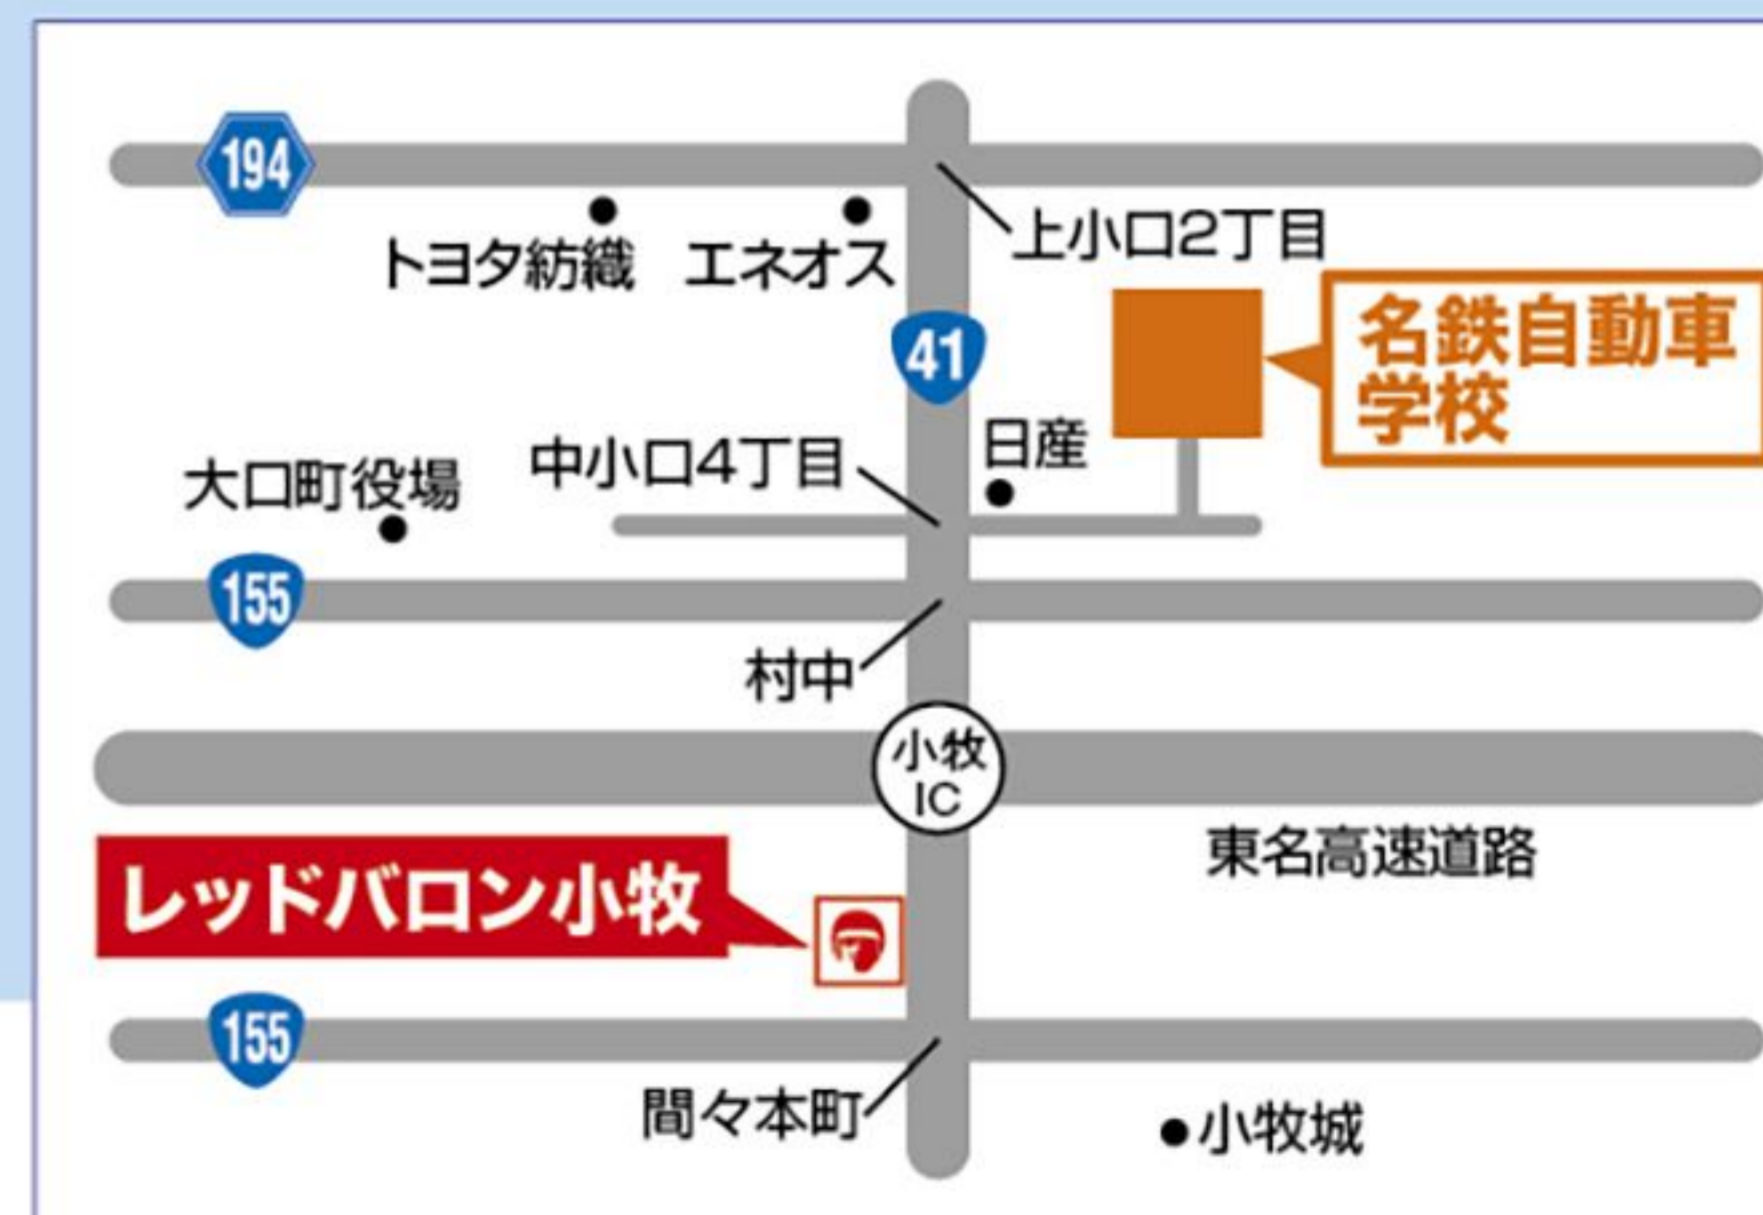 194
トヨタ紡織
エネオス
上小口2丁目
41
名鉄自動車
学校
日産
中小口4丁目
大口町役場
155
村中
小牧
IC
東名高速道路
レッドバロン小牧
155
間々本町
小牧城